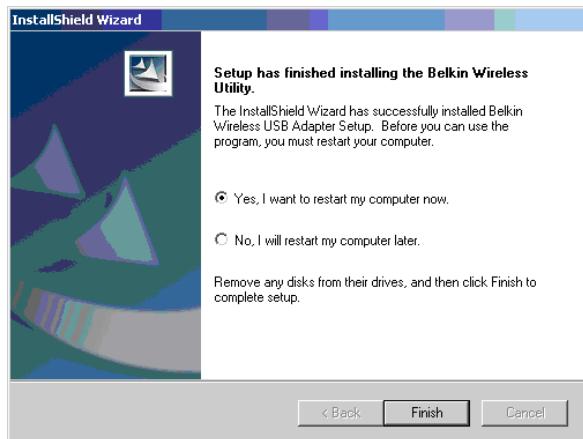 InstallShield Wizard
Setup has finished installing the Belkin Wireless
Utility.
The InstallShield Wizard has successfully installed Belkin
Wireless USB Adapter Setup. Before you can use the
program, you must restart your computer.
Yes, I want to restart my computer now.
No, I will restart my computer later.
Remove any disks from their drives, and then click Finish to
complete setup.
< Back Finish Cancel